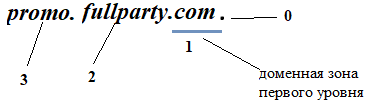 promo. fullparty.com .
0
1
2
3
доменная зона
первого уровня